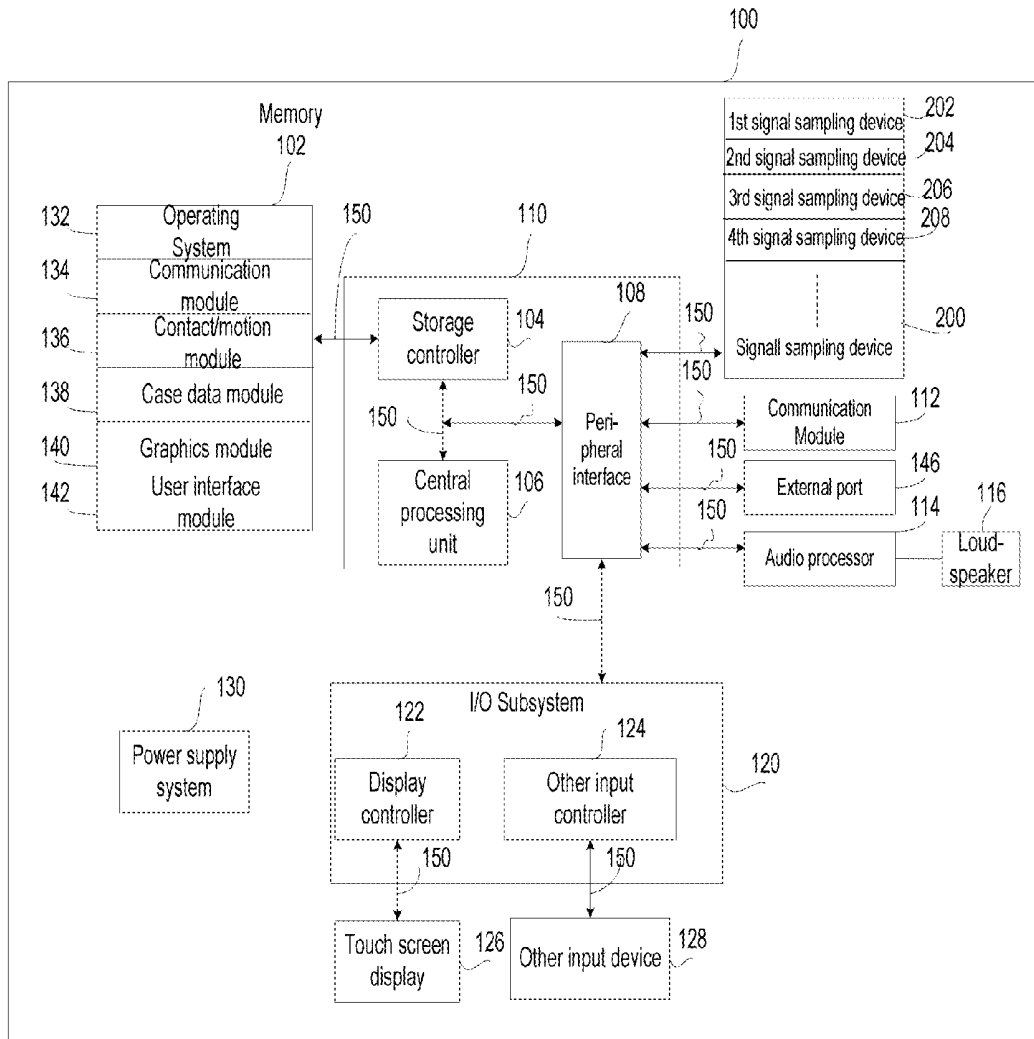 100
Memory
102
132
Operating
System
134
Communication
module
136
Contact/motion
module
138
Case data module
140
Graphics module
142
User interface
module
150
110
Storage
controller
104
150
150
Central
processing
unit
106
108
Peri-
pheral
interface
1st signal sampling device
202
2nd signal sampling device
204
3rd signal sampling device
206
4th signal sampling device
208
Signall sampling device
200
150
150
Communication
Module
112
150
External port
146
150
Audio processor
114
Loud-
speaker
116
150
130
Power supply
system
I/O Subsystem
120
122
Display
controller
124
Other input
controller
150
150
Touch screen
display
126
Other input device
128